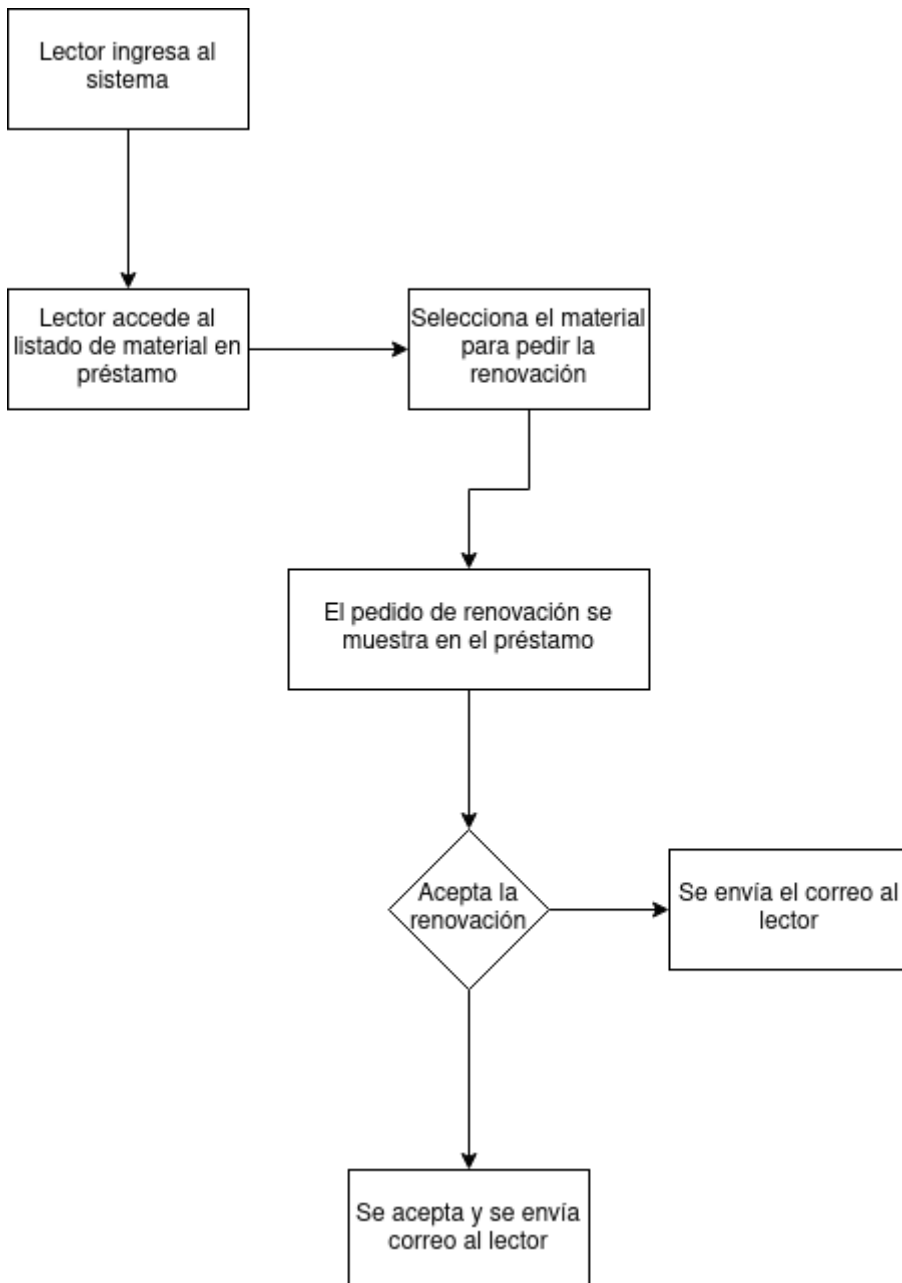 Lector ingresa al
sistema
Lector accede al
listado de material en
préstamo
Selecciona el material
para pedir la
renovación
El pedido de renovación se
muestra en el préstamo
Acepta la
renovación
Se envía el correo al
lector
Se acepta y se envía
correo al lector